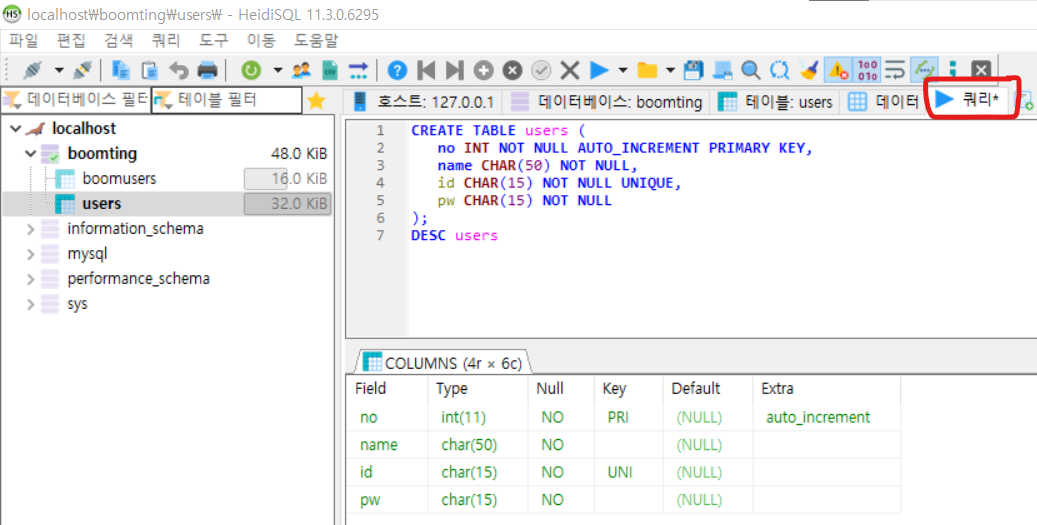 localhost₩boomting₩users₩ - HeidiSQL 11.3.0.6295
파일 편집 검색 쿼리 도구 이동 도움말
데이터베이스 필터 테이블 필터
호스트: 127.0.0.1 데이터베이스: boomting 테이블: users 데이터 쿼리*
localhost
boomting 48.0 KiB
boomusers 16.0 KiB
users 32.0 KiB
information_schema
mysql
performance_schema
sys
1 CREATE TABLE users (
2 no INT NOT NULL AUTO_INCREMENT PRIMARY KEY,
3 name CHAR(50) NOT NULL,
4 id CHAR(15) NOT NULL UNIQUE,
5 pw CHAR(15) NOT NULL
6 );
7 DESC users
COLUMNS (4r × 6c)
Field Type Null Key Default Extra
no int(11) NO PRI (NULL) auto_increment
name char(50) NO (NULL)
id char(15) NO UNI (NULL)
pw char(15) NO (NULL)